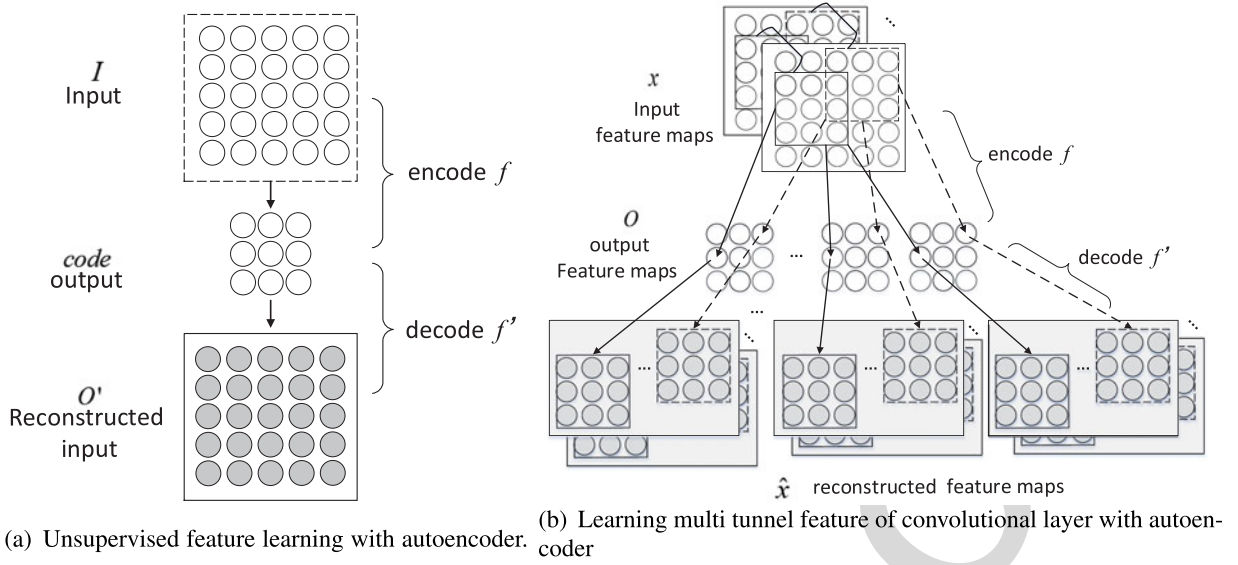 I
Input
encode f
code
output
decode f'
O'
Reconstructed
input
(a) Unsupervised feature learning with autoencoder.
x
Input
feature maps
encode f
O
output
Feature maps
...
decode f'
...
...
...
...
x̂ reconstructed feature maps
(b) Learning multi tunnel feature of convolutional layer with autoen-
coder